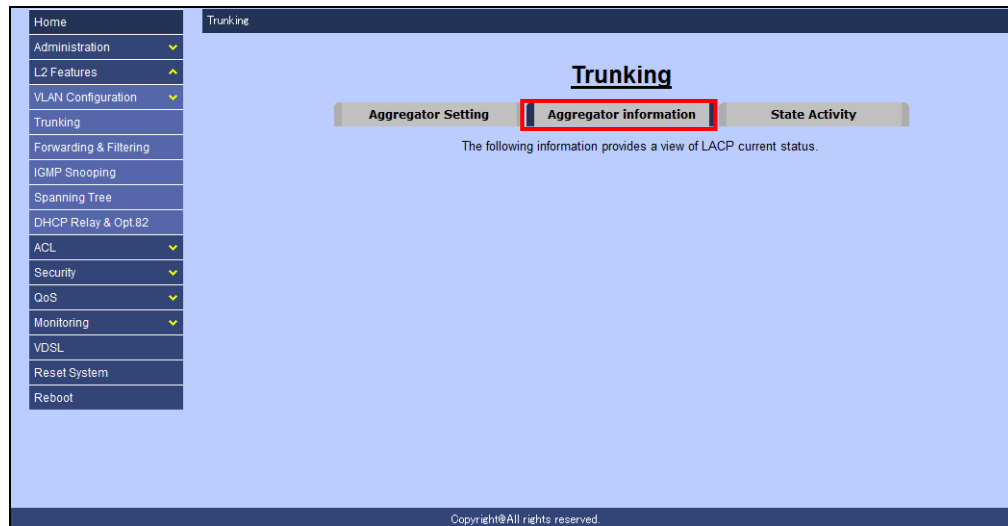 Home
Administration
L2 Features
VLAN Configuration
Trunking
Forwarding & Filtering
IGMP Snooping
Spanning Tree
DHCP Relay & Opt.82
ACL
Security
QoS
Monitoring
VDSL
Reset System
Reboot
Trunking
Trunking
Aggregator Setting
Aggregator information
State Activity
The following information provides a view of LACP current status.
Copyright@All rights reserved.